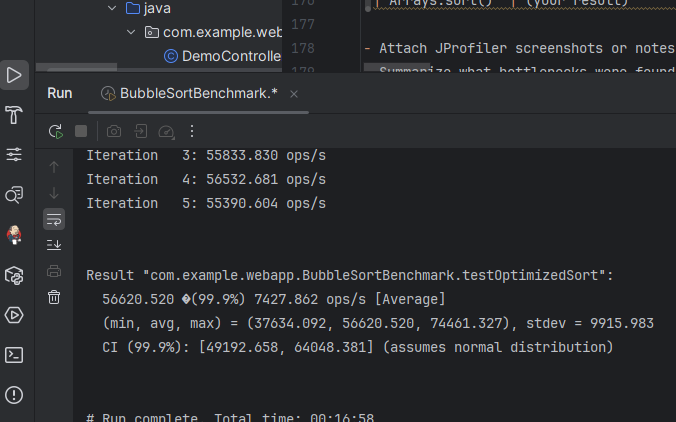 java
176
| Arrays.sort() | (your result)
177
com.example.web
178
- Attach JProfiler screenshots or notes
DemoControlle
179
Summarize what bottlenecks were found
Run
BubbleSortBenchmark.*
Iteration   3: 55833.830 ops/s
Iteration   4: 56532.681 ops/s
Iteration   5: 55390.604 ops/s
Result "com.example.webapp.BubbleSortBenchmark.testOptimizedSort":
56620.520 �(99.9%) 7427.862 ops/s [Average]
(min, avg, max) = (37634.092, 56620.520, 74461.327), stdev = 9915.983
CI (99.9%): [49192.658, 64048.381] (assumes normal distribution)
# Run complete. Total time: 00:16:58